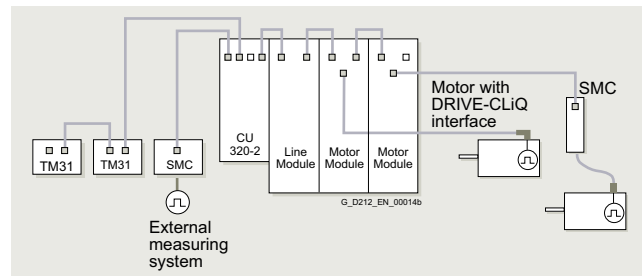 Motor with
DRIVE-CLiQ
interface
SMC
CU
320-2
Line
Module
Motor
Module
Motor
Module
TM31
TM31
SMC
G_D212_EN_00014b
External
measuring
system